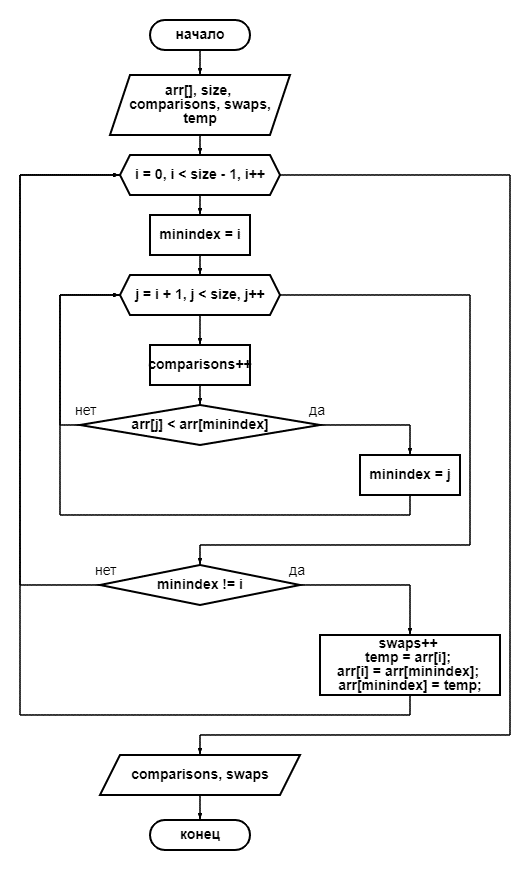 начало
arr[], size,
comparisons, swaps,
temp
i = 0, i < size - 1, i++
minindex = i
j = i + 1, j < size, j++
comparisons++
нет
да
arr[j] < arr[minindex]
minindex = j
нет
да
minindex != i
swaps++
temp = arr[i];
arr[i] = arr[minindex];
arr[minindex] = temp;
comparisons, swaps
конец